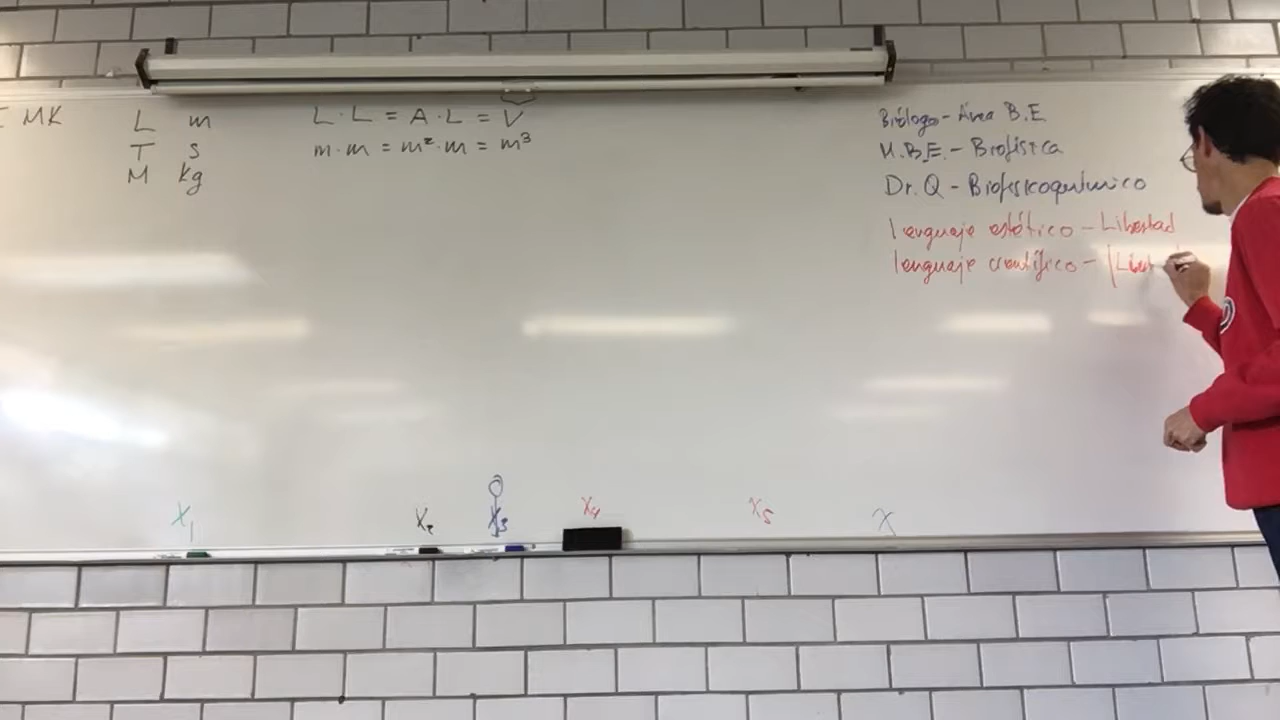 MK
L m
T s
M kg
L · L = A · L = V
m · m = m² · m = m³
Biólogo - Área B.E.
M.B.E. - Biofísica
Dr. Q - Biofisicoquímico
lenguaje estético - Libertad
lenguaje científico -
X₁ X₂ X₃ X₄ X₅ X